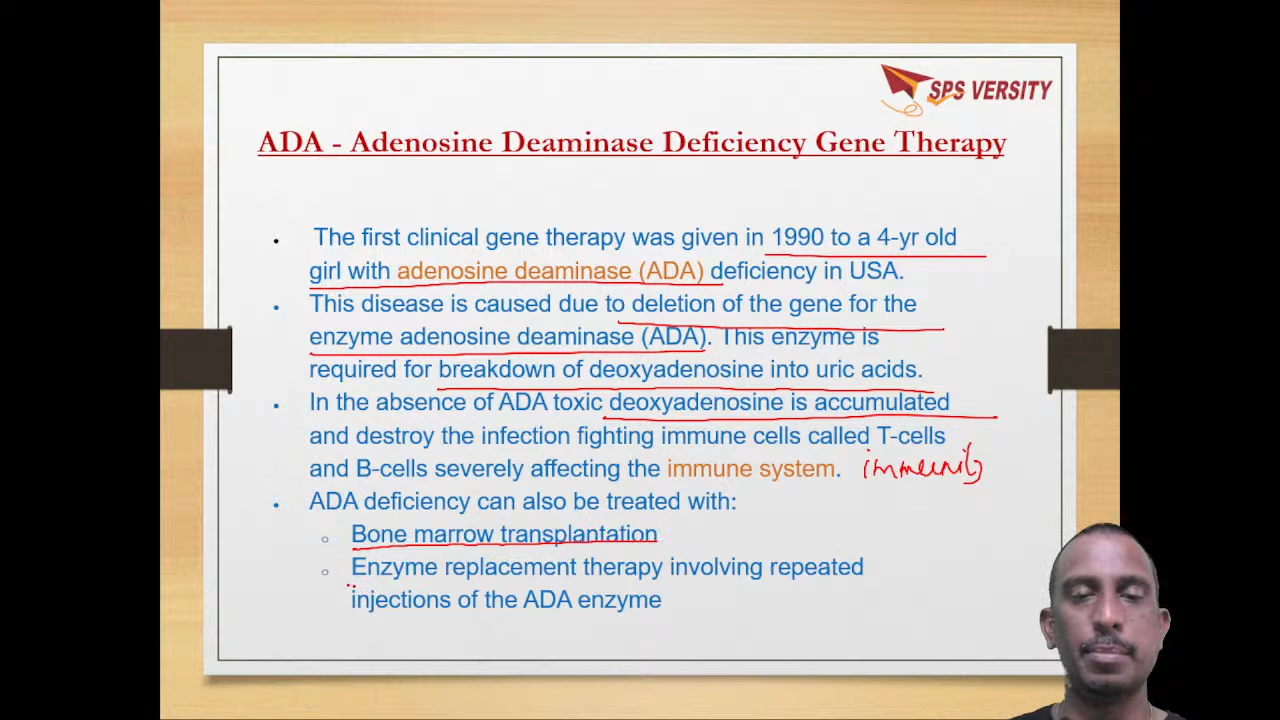 SPS VERSITY
ADA - Adenosine Deaminase Deficiency Gene Therapy
• The first clinical gene therapy was given in 1990 to a 4-yr old
girl with adenosine deaminase (ADA) deficiency in USA.
• This disease is caused due to deletion of the gene for the
enzyme adenosine deaminase (ADA). This enzyme is
required for breakdown of deoxyadenosine into uric acids.
• In the absence of ADA toxic deoxyadenosine is accumulated
and destroy the infection fighting immune cells called T-cells
and B-cells severely affecting the immune system. immunity
• ADA deficiency can also be treated with:
○ Bone marrow transplantation
○ Enzyme replacement therapy involving repeated
injections of the ADA enzyme